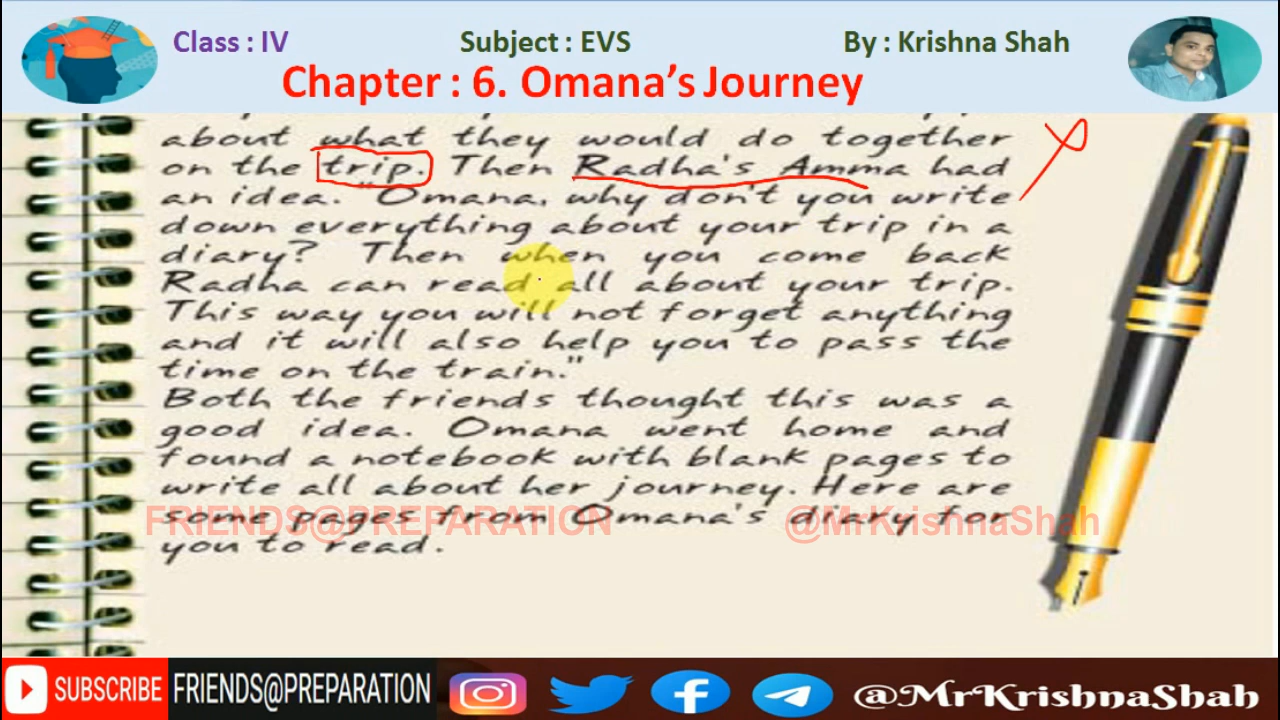 Class : IV
Subject : EVS
By : Krishna Shah
Chapter : 6. Omana's Journey
about what they would do together
on the trip. Then Radha's Amma had
an idea. "Omana, why don't you write
down everything about your trip in a
diary? Then when you come back
Radha can read all about your trip.
This way you will not forget anything
and it will also help you to pass the
time on the train."
Both the friends thought this was a
good idea. Omana went home and
found a notebook with blank pages to
write all about her journey. Here are
some pages from Omana's diary for
you to read.
FRIENDS@PREPARATION
@MrKrishnaShah
SUBSCRIBE
FRIENDS@PREPARATION
@MrKrishnaShah